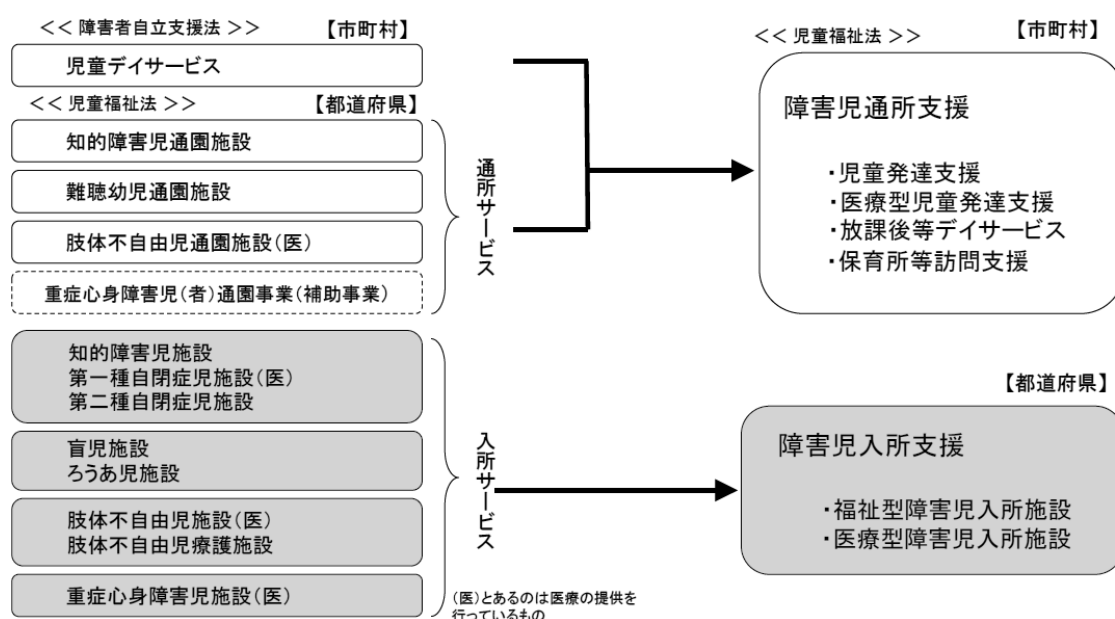 << 障害者自立支援法 >> 【市町村】
児童デイサービス
<< 児童福祉法 >> 【都道府県】
知的障害児通園施設
難聴幼児通園施設
肢体不自由児通園施設(医)
重症心身障害児(者)通園事業(補助事業)
通所サービス
知的障害児施設
第一種自閉症児施設(医)
第二種自閉症児施設
盲児施設
ろうあ児施設
肢体不自由児施設(医)
肢体不自由児療護施設
重症心身障害児施設(医)
入所サービス
(医)とあるのは医療の提供を
行っているもの
<< 児童福祉法 >> 【市町村】
障害児通所支援
・児童発達支援
・医療型児童発達支援
・放課後等デイサービス
・保育所等訪問支援
【都道府県】
障害児入所支援
・福祉型障害児入所施設
・医療型障害児入所施設